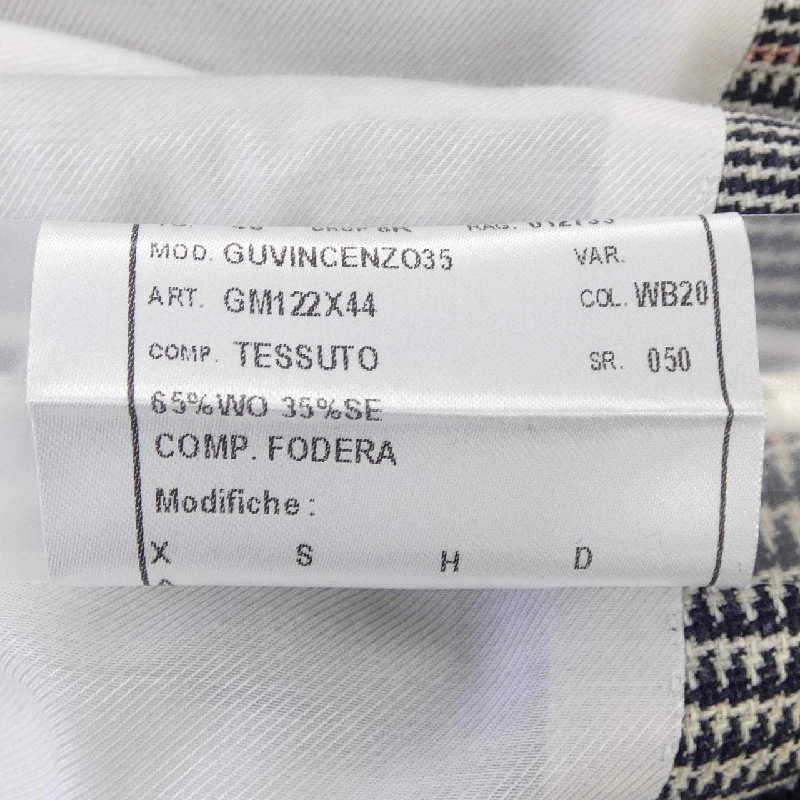 MOD. GUVINCENZO35 VAR.
ART. GM122X44 COL. WB20
COMP. TESSUTO SR. 050
65%WO 35%SE
COMP. FODERA
Modifiche :
X S H D